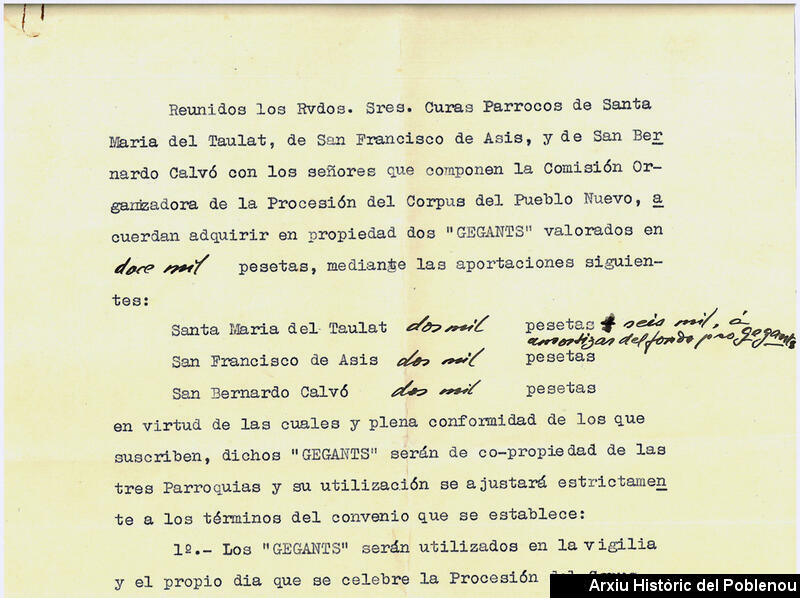 Reunidos los Rvdos. Sres. Curas Parrocos de Santa
Maria del Taulat, de San Francisco de Asis, y de San Ber
nardo Calvó con los señores que componen la Comisión Or-
ganizadora de la Procesión del Corpus del Pueblo Nuevo, a
cuerdan adquirir en propiedad dos "GEGANTS" valorados en
doce mil pesetas, mediante las aportaciones siguien-
tes:
Santa Maria del Taulat dos mil pesetas + seis mil, á
amortizar del fondo pro gegants
San Francisco de Asis dos mil pesetas
San Bernardo Calvó dos mil pesetas
en virtud de las cuales y plena conformidad de los que
suscriben, dichos "GEGANTS" serán de co-propiedad de las
tres Parroquias y su utilización se ajustará estrictamen
te a los términos del convenio que se establece:
1º.- Los "GEGANTS" serán utilizados en la vigilia
y el propio dia que se celebre la Procesión del Corpus
Arxiu Històric del Poblenou